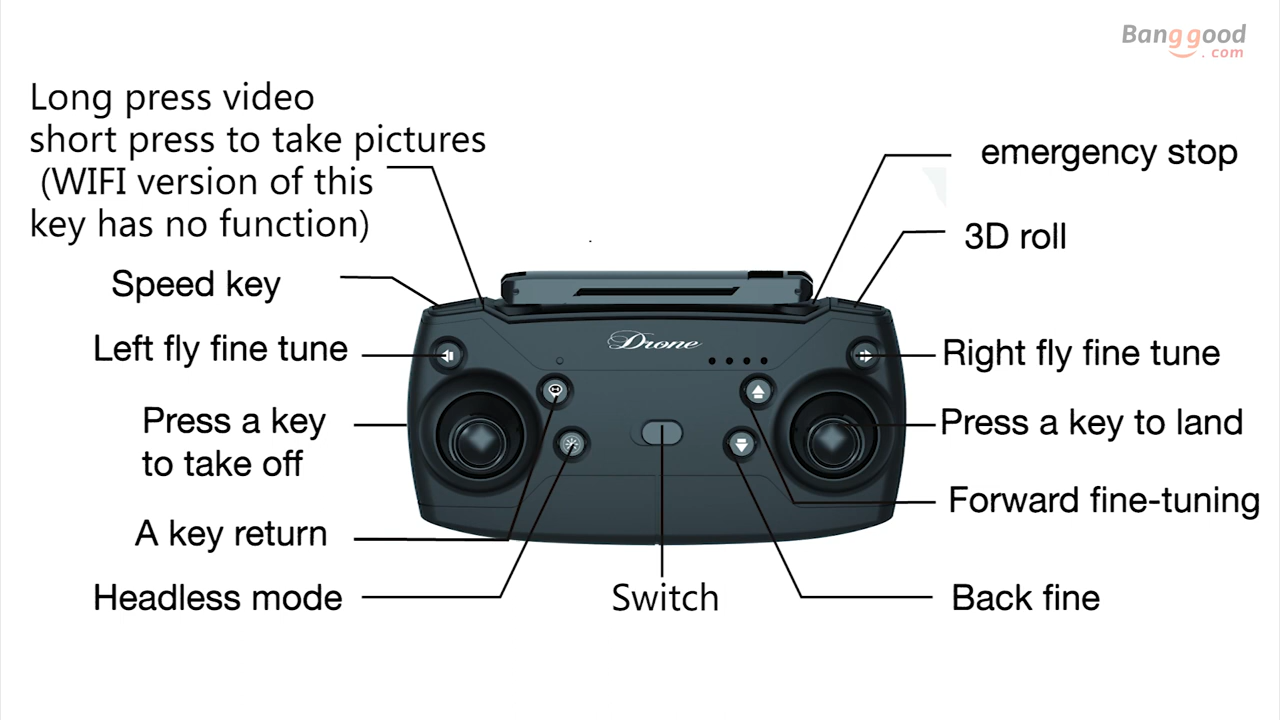 Bang good
.com
Long press video
short press to take pictures
(WIFI version of this
key has no function)
emergency stop
3D roll
Speed key
Drone
Left fly fine tune
Right fly fine tune
Press a key
to take off
Press a key to land
A key return
Forward fine-tuning
Headless mode
Switch
Back fine